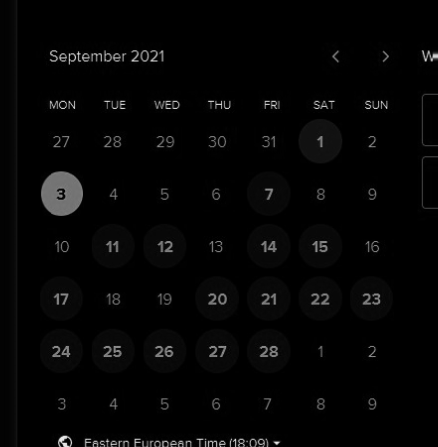 September 2021 < > W
MON TUE WED THU FRI SAT SUN
27 28 29 30 31 1 2
3 4 5 6 7 8 9
10 11 12 13 14 15 16
17 18 19 20 21 22 23
24 25 26 27 28 1 2
3 4 5 6 7 8 9
Eastern European Time (18:09)